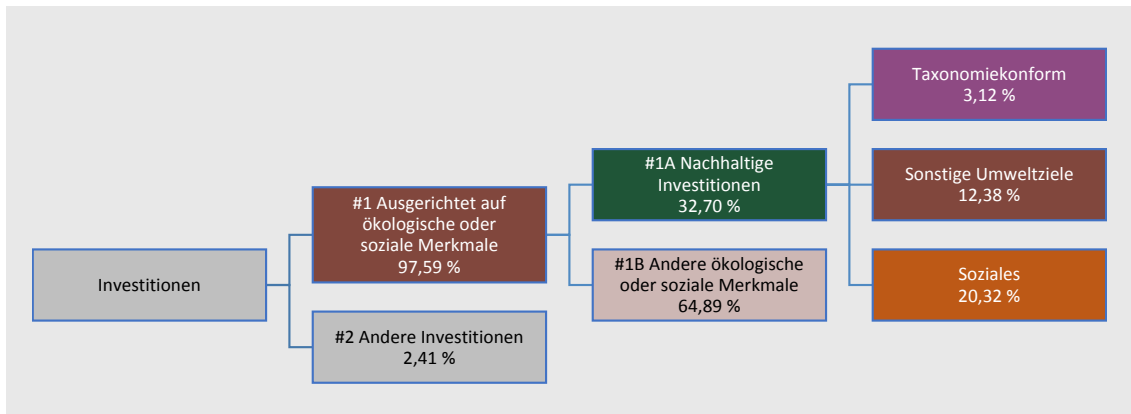 Investitionen
#1 Ausgerichtet auf
ökologische oder
soziale Merkmale
97,59 %
#2 Andere Investitionen
2,41 %
#1A Nachhaltige
Investitionen
32,70 %
#1B Andere ökologische
oder soziale Merkmale
64,89 %
Taxonomiekonform
3,12 %
Sonstige Umweltziele
12,38 %
Soziales
20,32 %